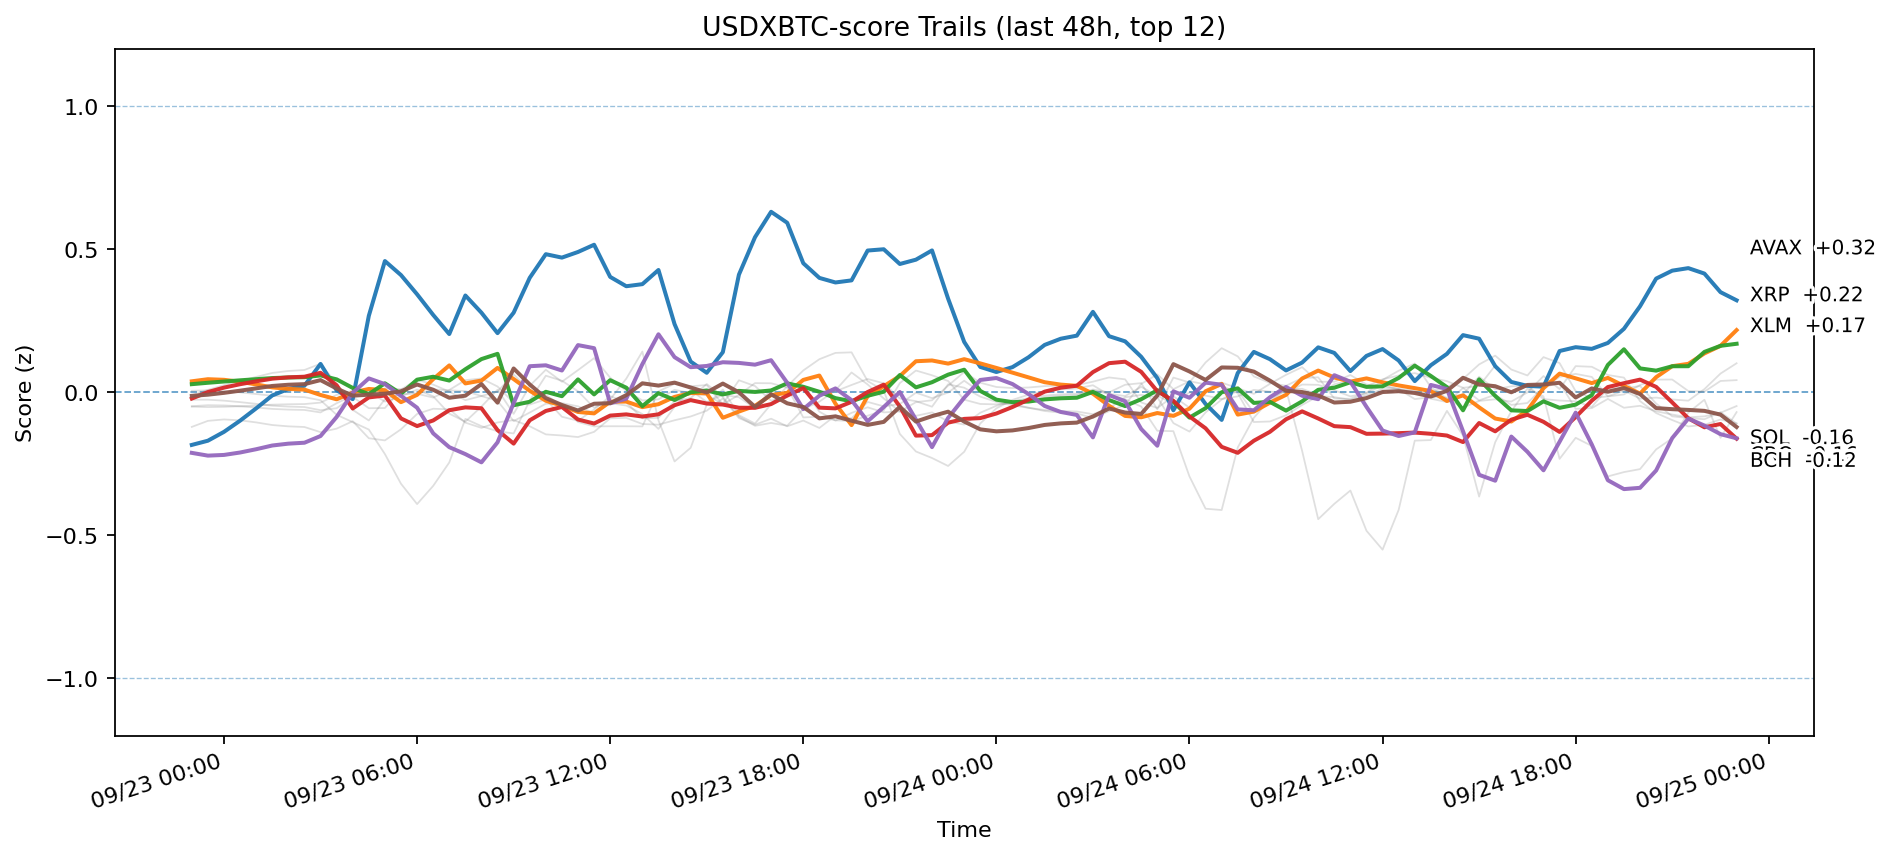 USDXBTC-score Trails (last 48h, top 12)
Score (z)
1.0
0.5
0.0
−0.5
−1.0
AVAX +0.32
XRP +0.22
XLM +0.17
SOL -0.16
BCH -0.12
09/23 00:00
09/23 06:00
09/23 12:00
09/23 18:00
09/24 00:00
09/24 06:00
09/24 12:00
09/24 18:00
09/25 00:00
Time